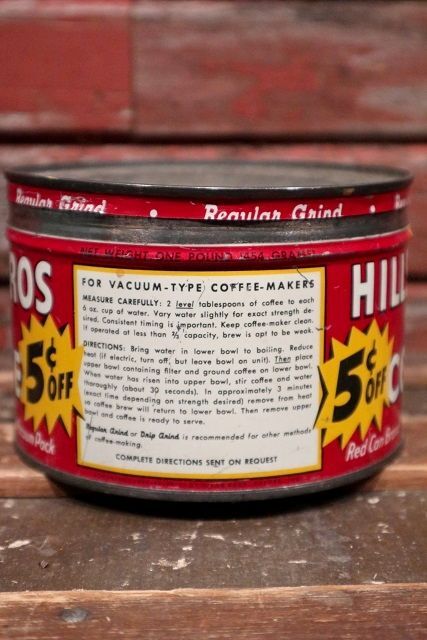 Regular Grind • Regular Grind •
NET WEIGHT ONE POUND (454 GRAMS)
ROS
HILL
5¢ OFF
5¢ OFF
FOR VACUUM-TYPE COFFEE-MAKERS
MEASURE CAREFULLY: 2 level tablespoons of coffee to each
6 oz. cup of water. Vary water slightly for exact strength de-
sired. Consistent timing is important. Keep coffee-maker clean.
If operated at less than ⅔ capacity, brew is opt to be weak.
DIRECTIONS: Bring water in lower bowl to boiling. Reduce
heat (if electric, turn off, but leave bowl on unit). Then place
upper bowl containing filter and ground coffee on lower bowl.
When water has risen into upper bowl, stir coffee and water
thoroughly (about 30 seconds). In approximately 3 minutes
(exact time depending on strength desired) remove from heat
so coffee brew will return to lower bowl. Then remove upper
bowl and coffee is ready to serve.
Regular Grind or Drip Grind is recommended for other methods
of coffee-making.
COMPLETE DIRECTIONS SENT ON REQUEST
Pack
Red Can B